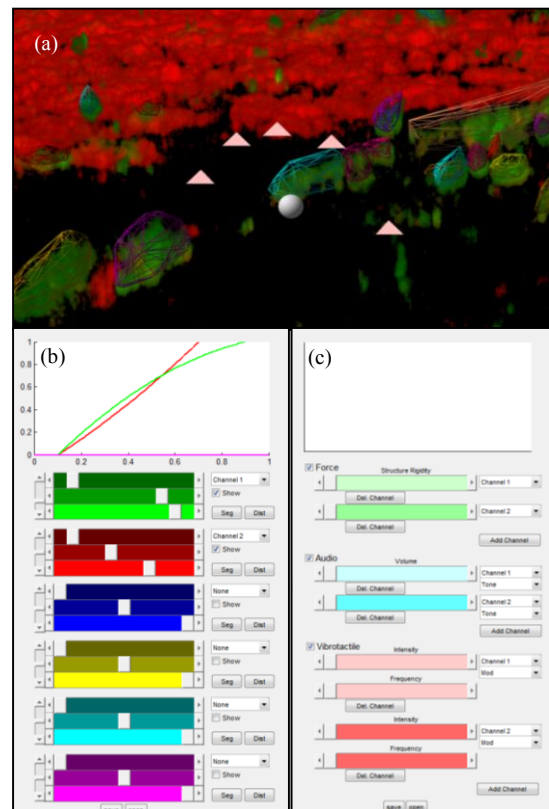 (a)
(b)
1
0.8
0.6
0.4
0.2
0
0 0.2 0.4 0.6 0.8 1
Channel 1
Show
Seg Dist
Channel 2
Show
Seg Dist
None
Show
Seg Dist
None
Show
Seg Dist
None
Show
Seg Dist
None
Show
Seg Dist
(c)
Force
Structure Rigidity
Channel 1
Del. Channel
Channel 2
Del. Channel
Add Channel
Audio
Volume
Channel 1
Tone
Del. Channel
Channel 2
Tone
Del. Channel
Add Channel
Vibrotactile
Intensity
Channel 1
Mod
Frequency
Del. Channel
Intensity
Channel 2
Mod
Frequency
Del. Channel
Add Channel
save open